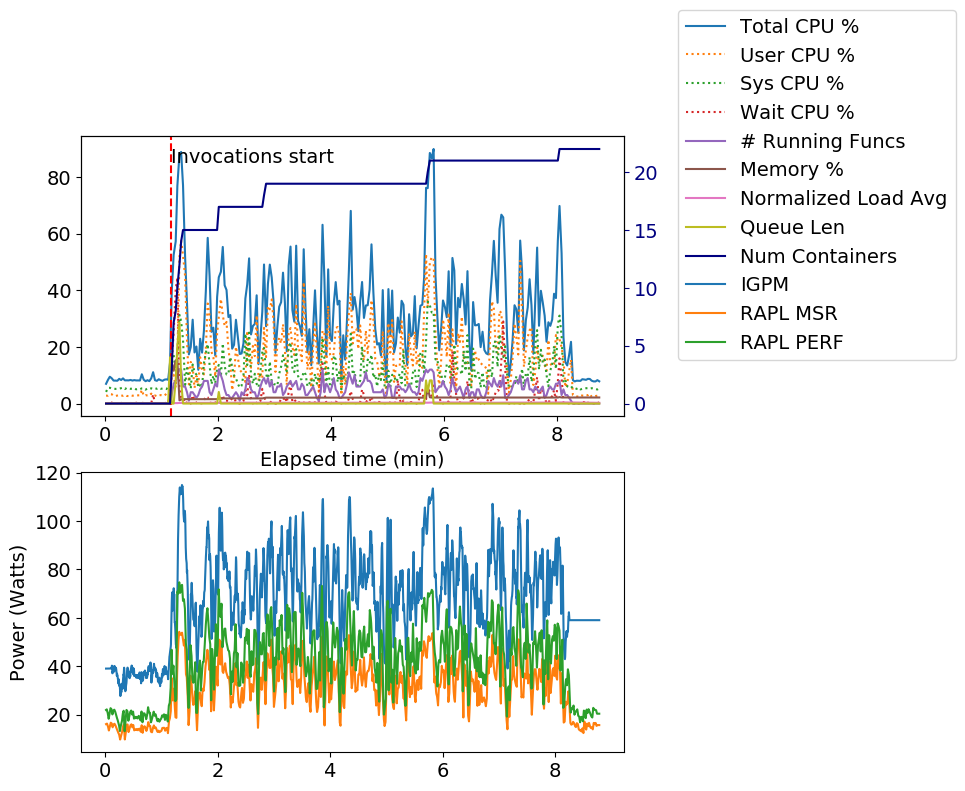 Total CPU %
User CPU %
Sys CPU %
Wait CPU %
# Running Funcs
Memory %
Normalized Load Avg
Queue Len
Num Containers
IGPM
RAPL MSR
RAPL PERF
Invocations start
80
60
40
20
0
20
15
10
5
0
0 2 4 6 8
Elapsed time (min)
120
100
80
60
40
20
Power (Watts)
0 2 4 6 8